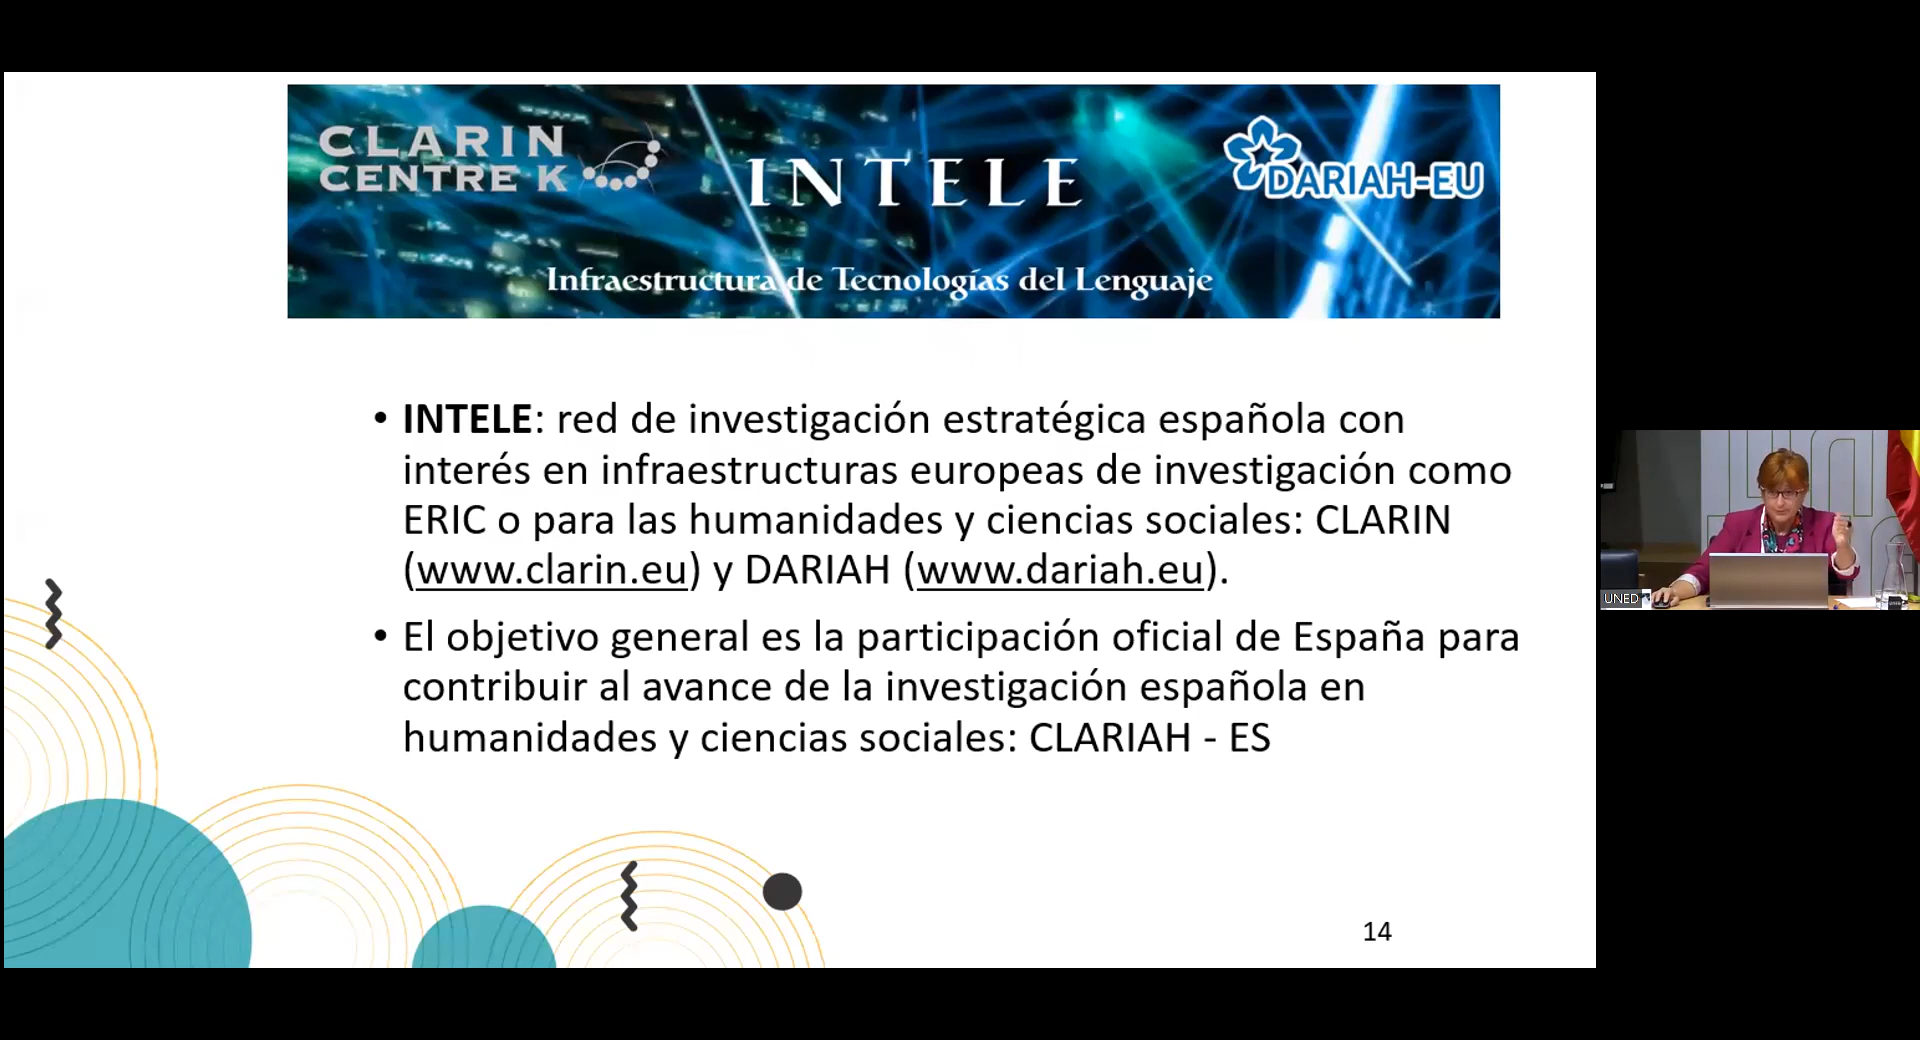 CLARIN
CENTRE K
INTELE
DARIAH-EU
Infraestructura de Tecnologías del Lenguaje
• INTELE: red de investigación estratégica española con
interés en infraestructuras europeas de investigación como
ERIC o para las humanidades y ciencias sociales: CLARIN
(www.clarin.eu) y DARIAH (www.dariah.eu).
• El objetivo general es la participación oficial de España para
contribuir al avance de la investigación española en
humanidades y ciencias sociales: CLARIAH - ES
14
UNED